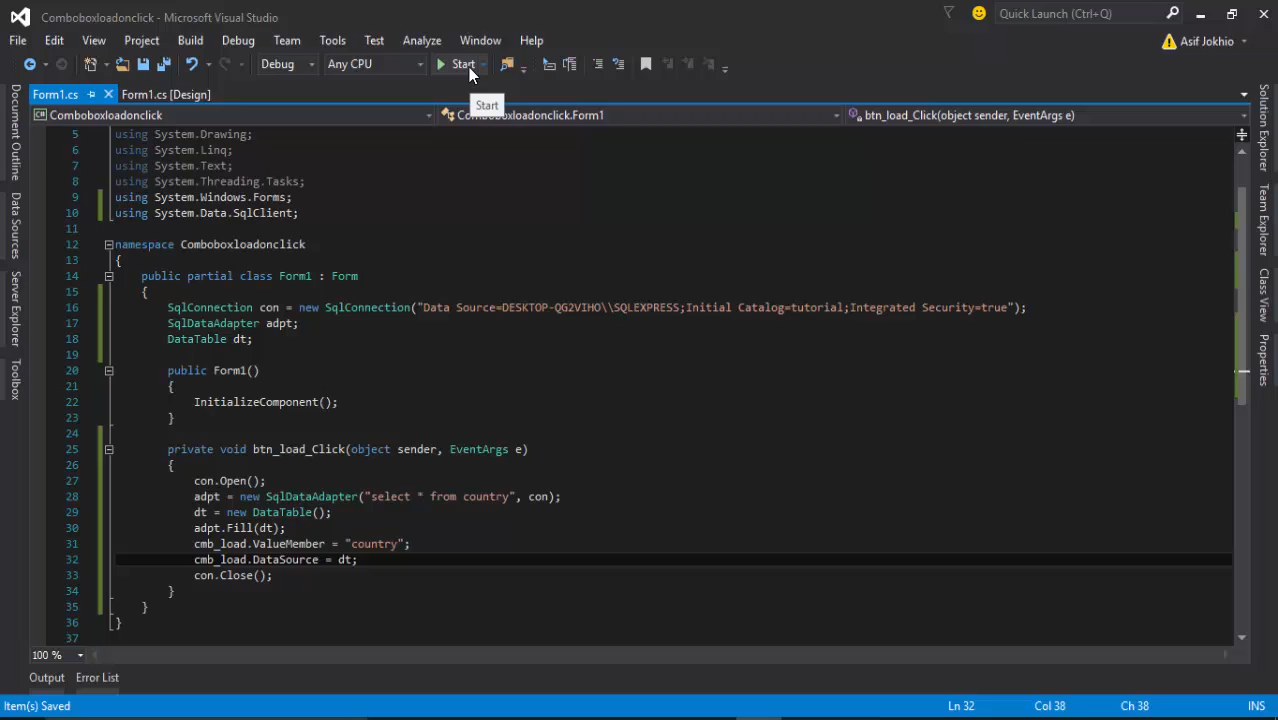 Comboboxloadonclick - Microsoft Visual Studio
Quick Launch (Ctrl+Q)
File Edit View Project Build Debug Team Tools Test Analyze Window Help
Asif Jokhio
Debug Any CPU Start
Form1.cs Form1.cs [Design]
Start
Comboboxloadonclick Comboboxloadonclick.Form1 btn_load_Click(object sender, EventArgs e)
Document Outline
Data Sources
Server Explorer
Toolbox
5 using System.Drawing;
6 using System.Linq;
7 using System.Text;
8 using System.Threading.Tasks;
9 using System.Windows.Forms;
10 using System.Data.SqlClient;
11
12 namespace Comboboxloadonclick
13 {
14 public partial class Form1 : Form
15 {
16 SqlConnection con = new SqlConnection("Data Source=DESKTOP-QG2VIHO\\SQLEXPRESS;Initial Catalog=tutorial;Integrated Security=true");
17 SqlDataAdapter adpt;
18 DataTable dt;
19
20 public Form1()
21 {
22 InitializeComponent();
23 }
24
25 private void btn_load_Click(object sender, EventArgs e)
26 {
27 con.Open();
28 adpt = new SqlDataAdapter("select * from country", con);
29 dt = new DataTable();
30 adpt.Fill(dt);
31 cmb_load.ValueMember = "country";
32 cmb_load.DataSource = dt;
33 con.Close();
34 }
35 }
36 }
37
Solution Explorer
Team Explorer
Class View
Properties
100 %
Output Error List
Item(s) Saved Ln 32 Col 38 Ch 38 INS